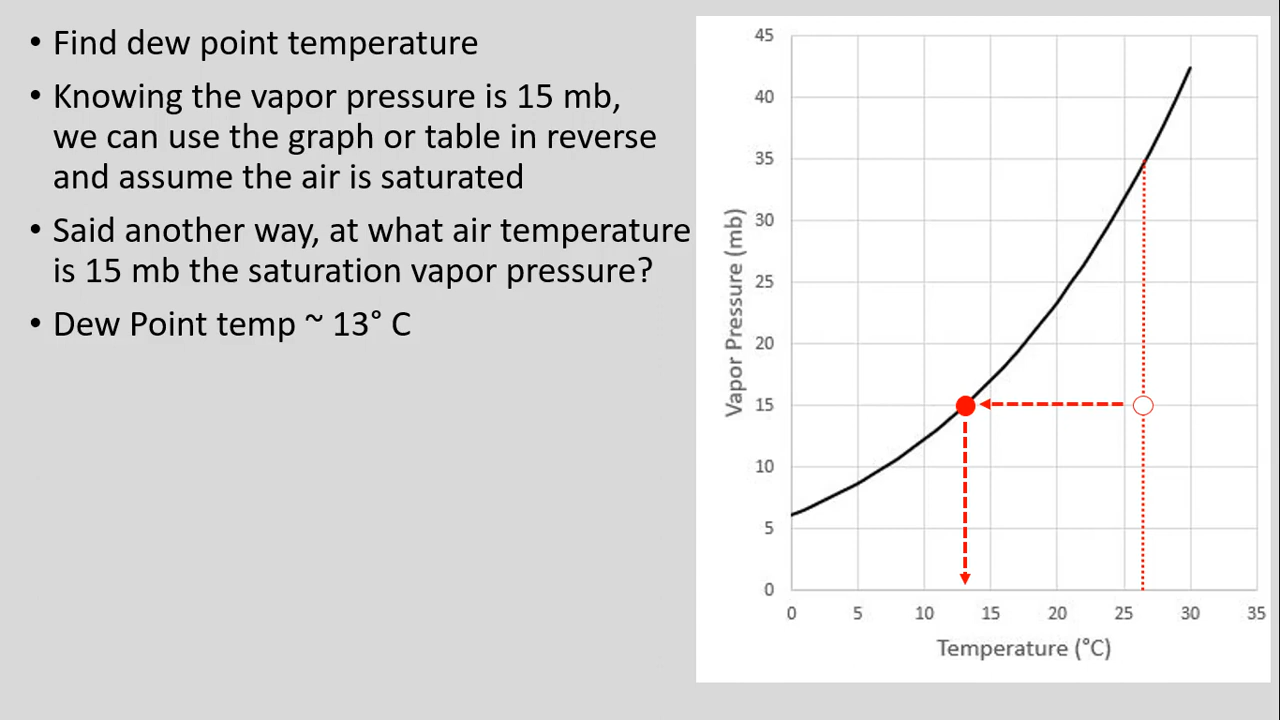 • Find dew point temperature
• Knowing the vapor pressure is 15 mb,
we can use the graph or table in reverse
and assume the air is saturated
• Said another way, at what air temperature
is 15 mb the saturation vapor pressure?
• Dew Point temp ~ 13° C
Vapor Pressure (mb)
45
40
35
30
25
20
15
10
5
0
0 5 10 15 20 25 30 35
Temperature (°C)